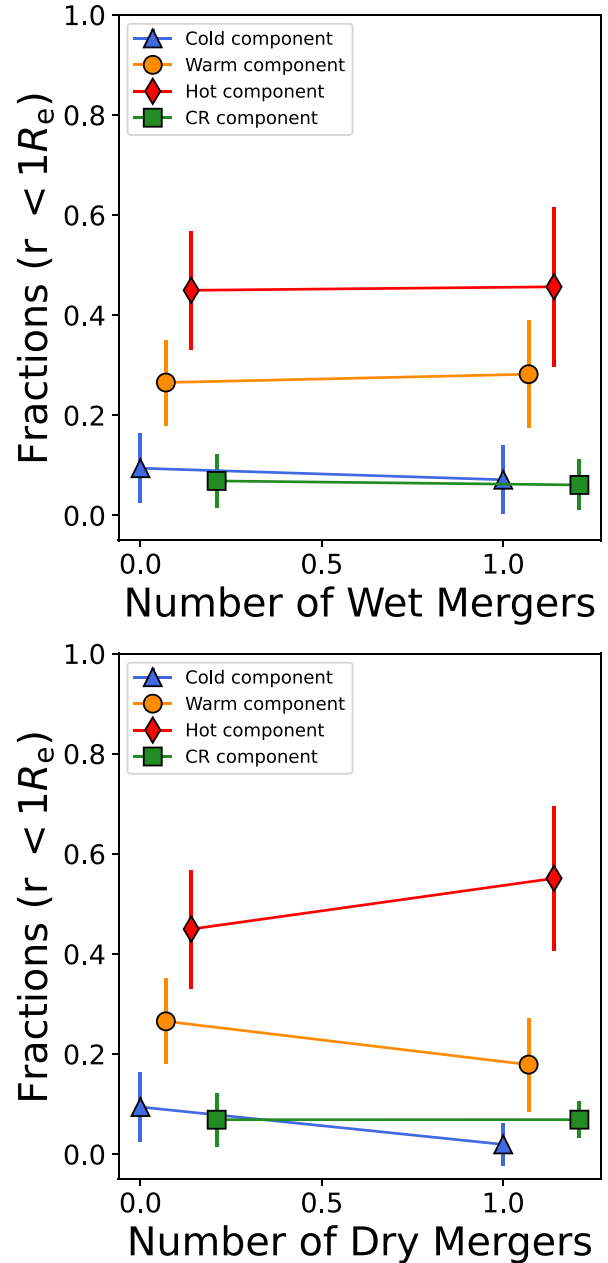 1.0
Cold component
Warm component
Hot component
CR component
0.8
0.6
0.4
0.2
0.0
Fractions (r < 1Re)
0.0 0.5 1.0
Number of Wet Mergers
1.0
Cold component
Warm component
Hot component
CR component
0.8
0.6
0.4
0.2
0.0
Fractions (r < 1Re)
0.0 0.5 1.0
Number of Dry Mergers